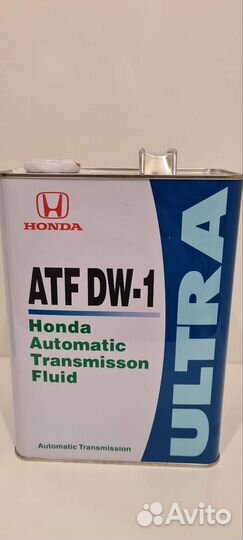 HONDA
ATF DW-1
Honda
Automatic
Transmisson
Fluid
ULTRA
Automatic Transmission
Avito